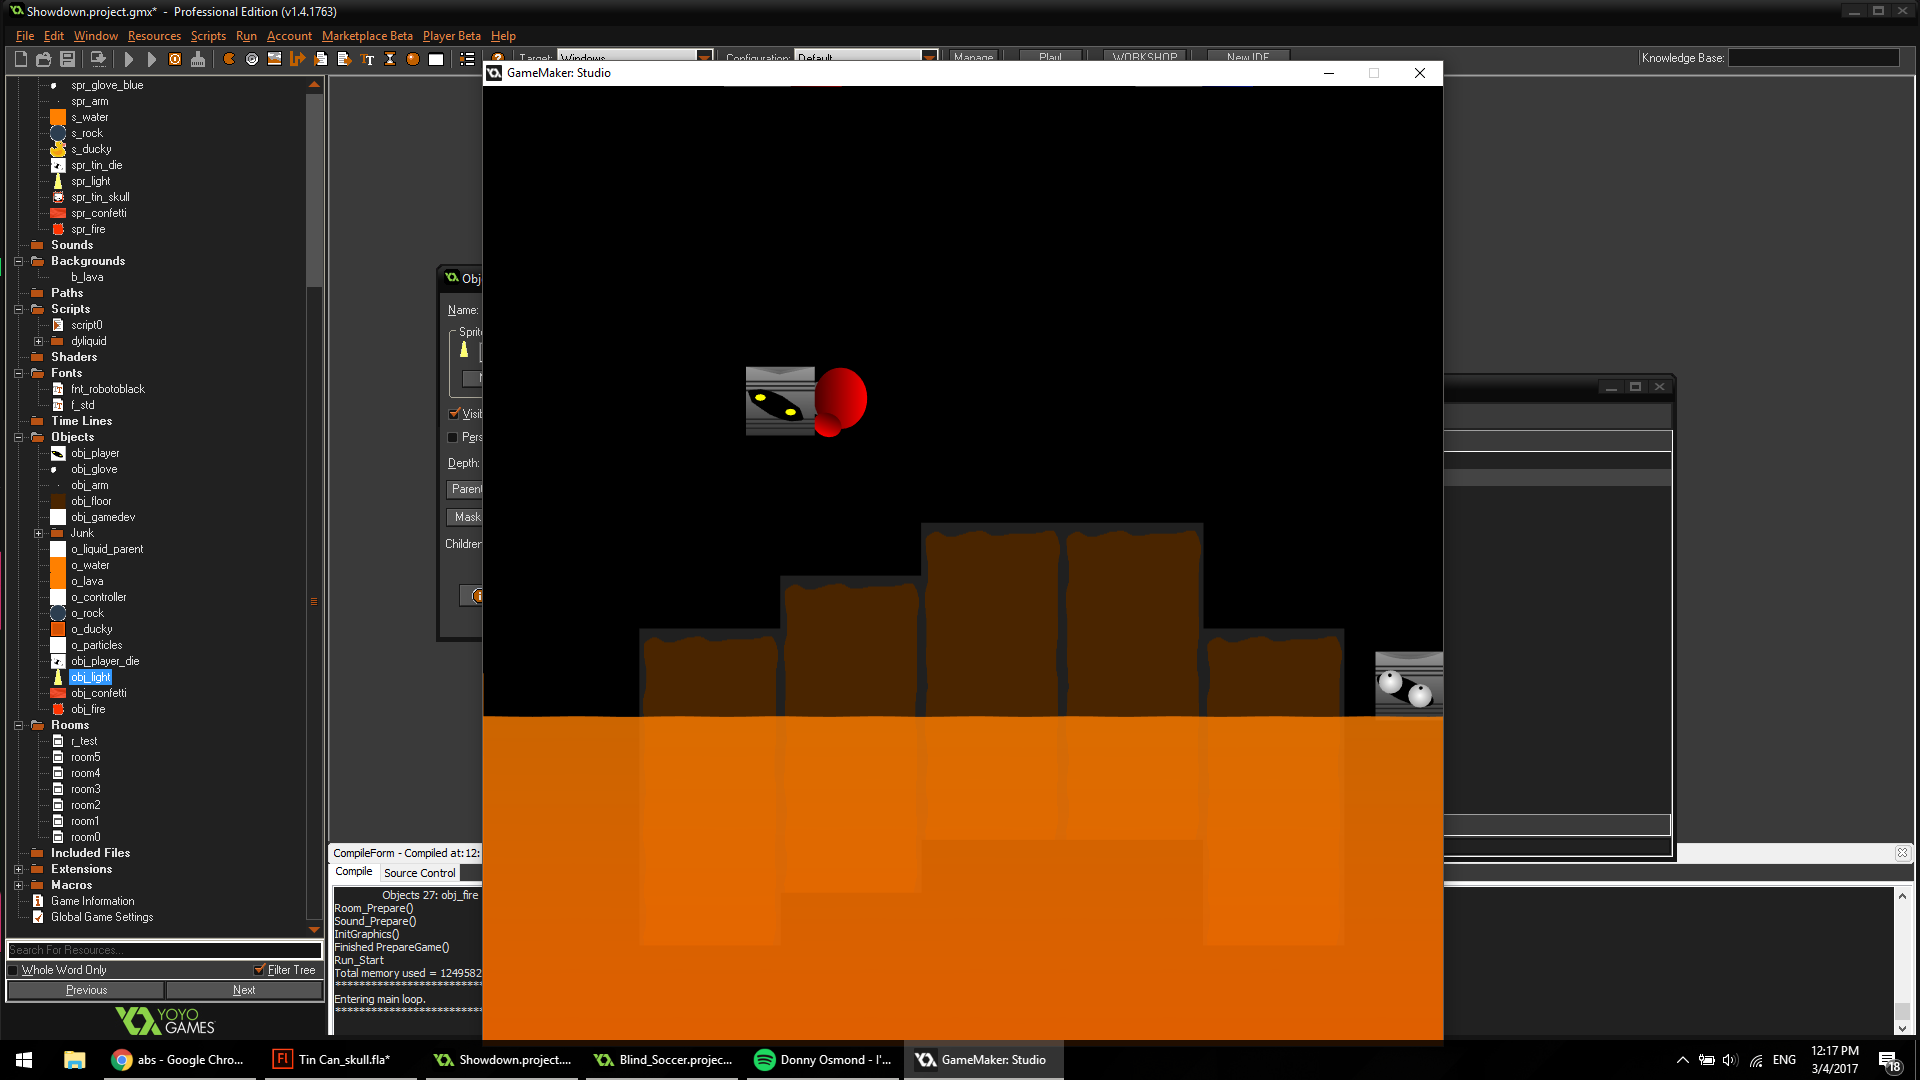 Showdown.project.gmx* - Professional Edition (v1.4.1763)
File Edit Window Resources Scripts Run Account Marketplace Beta Player Beta Help
Target: Windows Configuration: Default Manage Play! WORKSHOP New IDE Knowledge Base:
GameMaker: Studio
spr_glove_blue
spr_arm
s_water
s_rock
s_ducky
spr_tin_die
spr_light
spr_tin_skull
spr_confetti
spr_fire
Sounds
Backgrounds
b_lava
Paths
Scripts
script0
dyliquid
Shaders
Fonts
fnt_robotoblack
f_std
Time Lines
Objects
obj_player
obj_glove
obj_arm
obj_floor
obj_gamedev
Junk
o_liquid_parent
o_water
o_lava
o_controller
o_rock
o_ducky
o_particles
obj_player_die
obj_light
obj_confetti
obj_fire
Rooms
r_test
room5
room4
room3
room2
room1
room0
Included Files
Extensions
Macros
Game Information
Global Game Settings
Search For Resources...
Whole Word Only Filter Tree
Previous Next
YOYO
GAMES
Obj
Name:
Sprit
Visib
Pers
Depth:
Paren
Mask
Children
CompileForm - Compiled at: 12:
Compile Source Control
Objects 27: obj_fire
Room_Prepare()
Sound_Prepare()
InitGraphics()
Finished PrepareGame()
Run_Start
Total memory used = 1249582
Entering main loop.
abs - Google Chro... Tin Can_skull.fla* Showdown.project.... Blind_Soccer.projec... Donny Osmond - I'... GameMaker: Studio
ENG
12:17 PM
3/4/2017
18